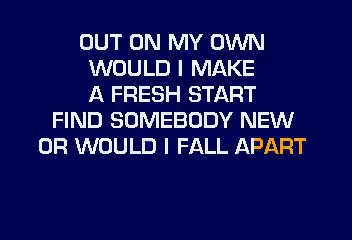 OUT ON MY OWN
WOULD I MAKE
A FRESH START
FIND SOMEBODY NEW
OR WOULD I FALL APART